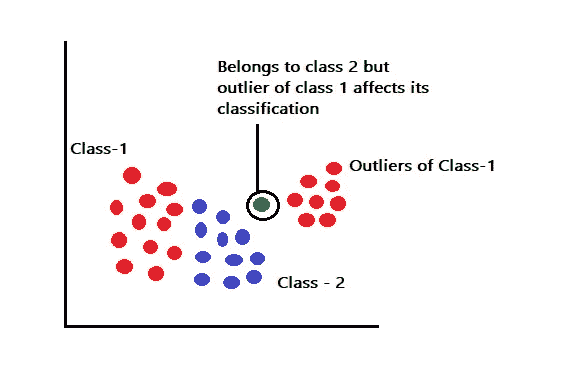 Belongs to class 2 but
outlier of class 1 affects its
classification
Class-1
Outliers of Class-1
Class - 2